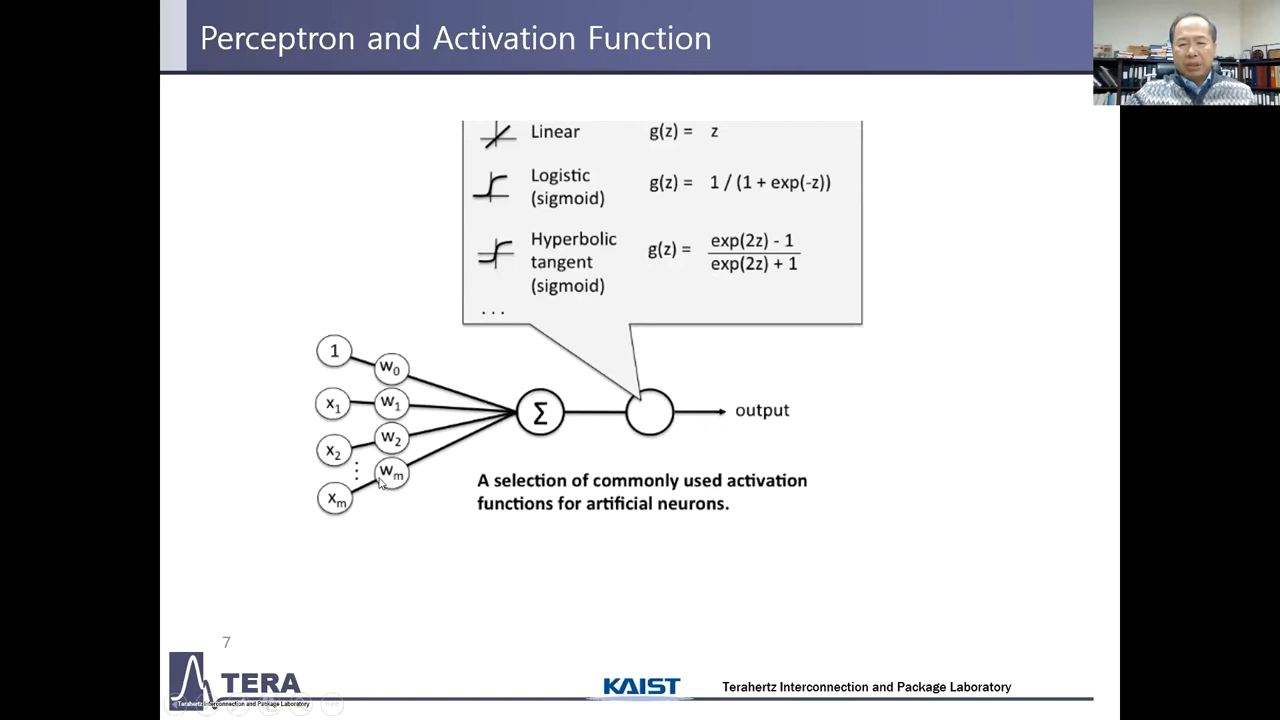 Perceptron and Activation Function
Linear g(z) = z
Logistic
(sigmoid) g(z) = 1 / (1 + exp(-z))
Hyperbolic
tangent
(sigmoid) g(z) = exp(2z) - 1
exp(2z) + 1
...
1 w0
x1 w1
x2 w2
⋮
xm wm
Σ
output
A selection of commonly used activation
functions for artificial neurons.
7
TERA
Terahertz Interconnection and Package Laboratory
KAIST
Terahertz Interconnection and Package Laboratory